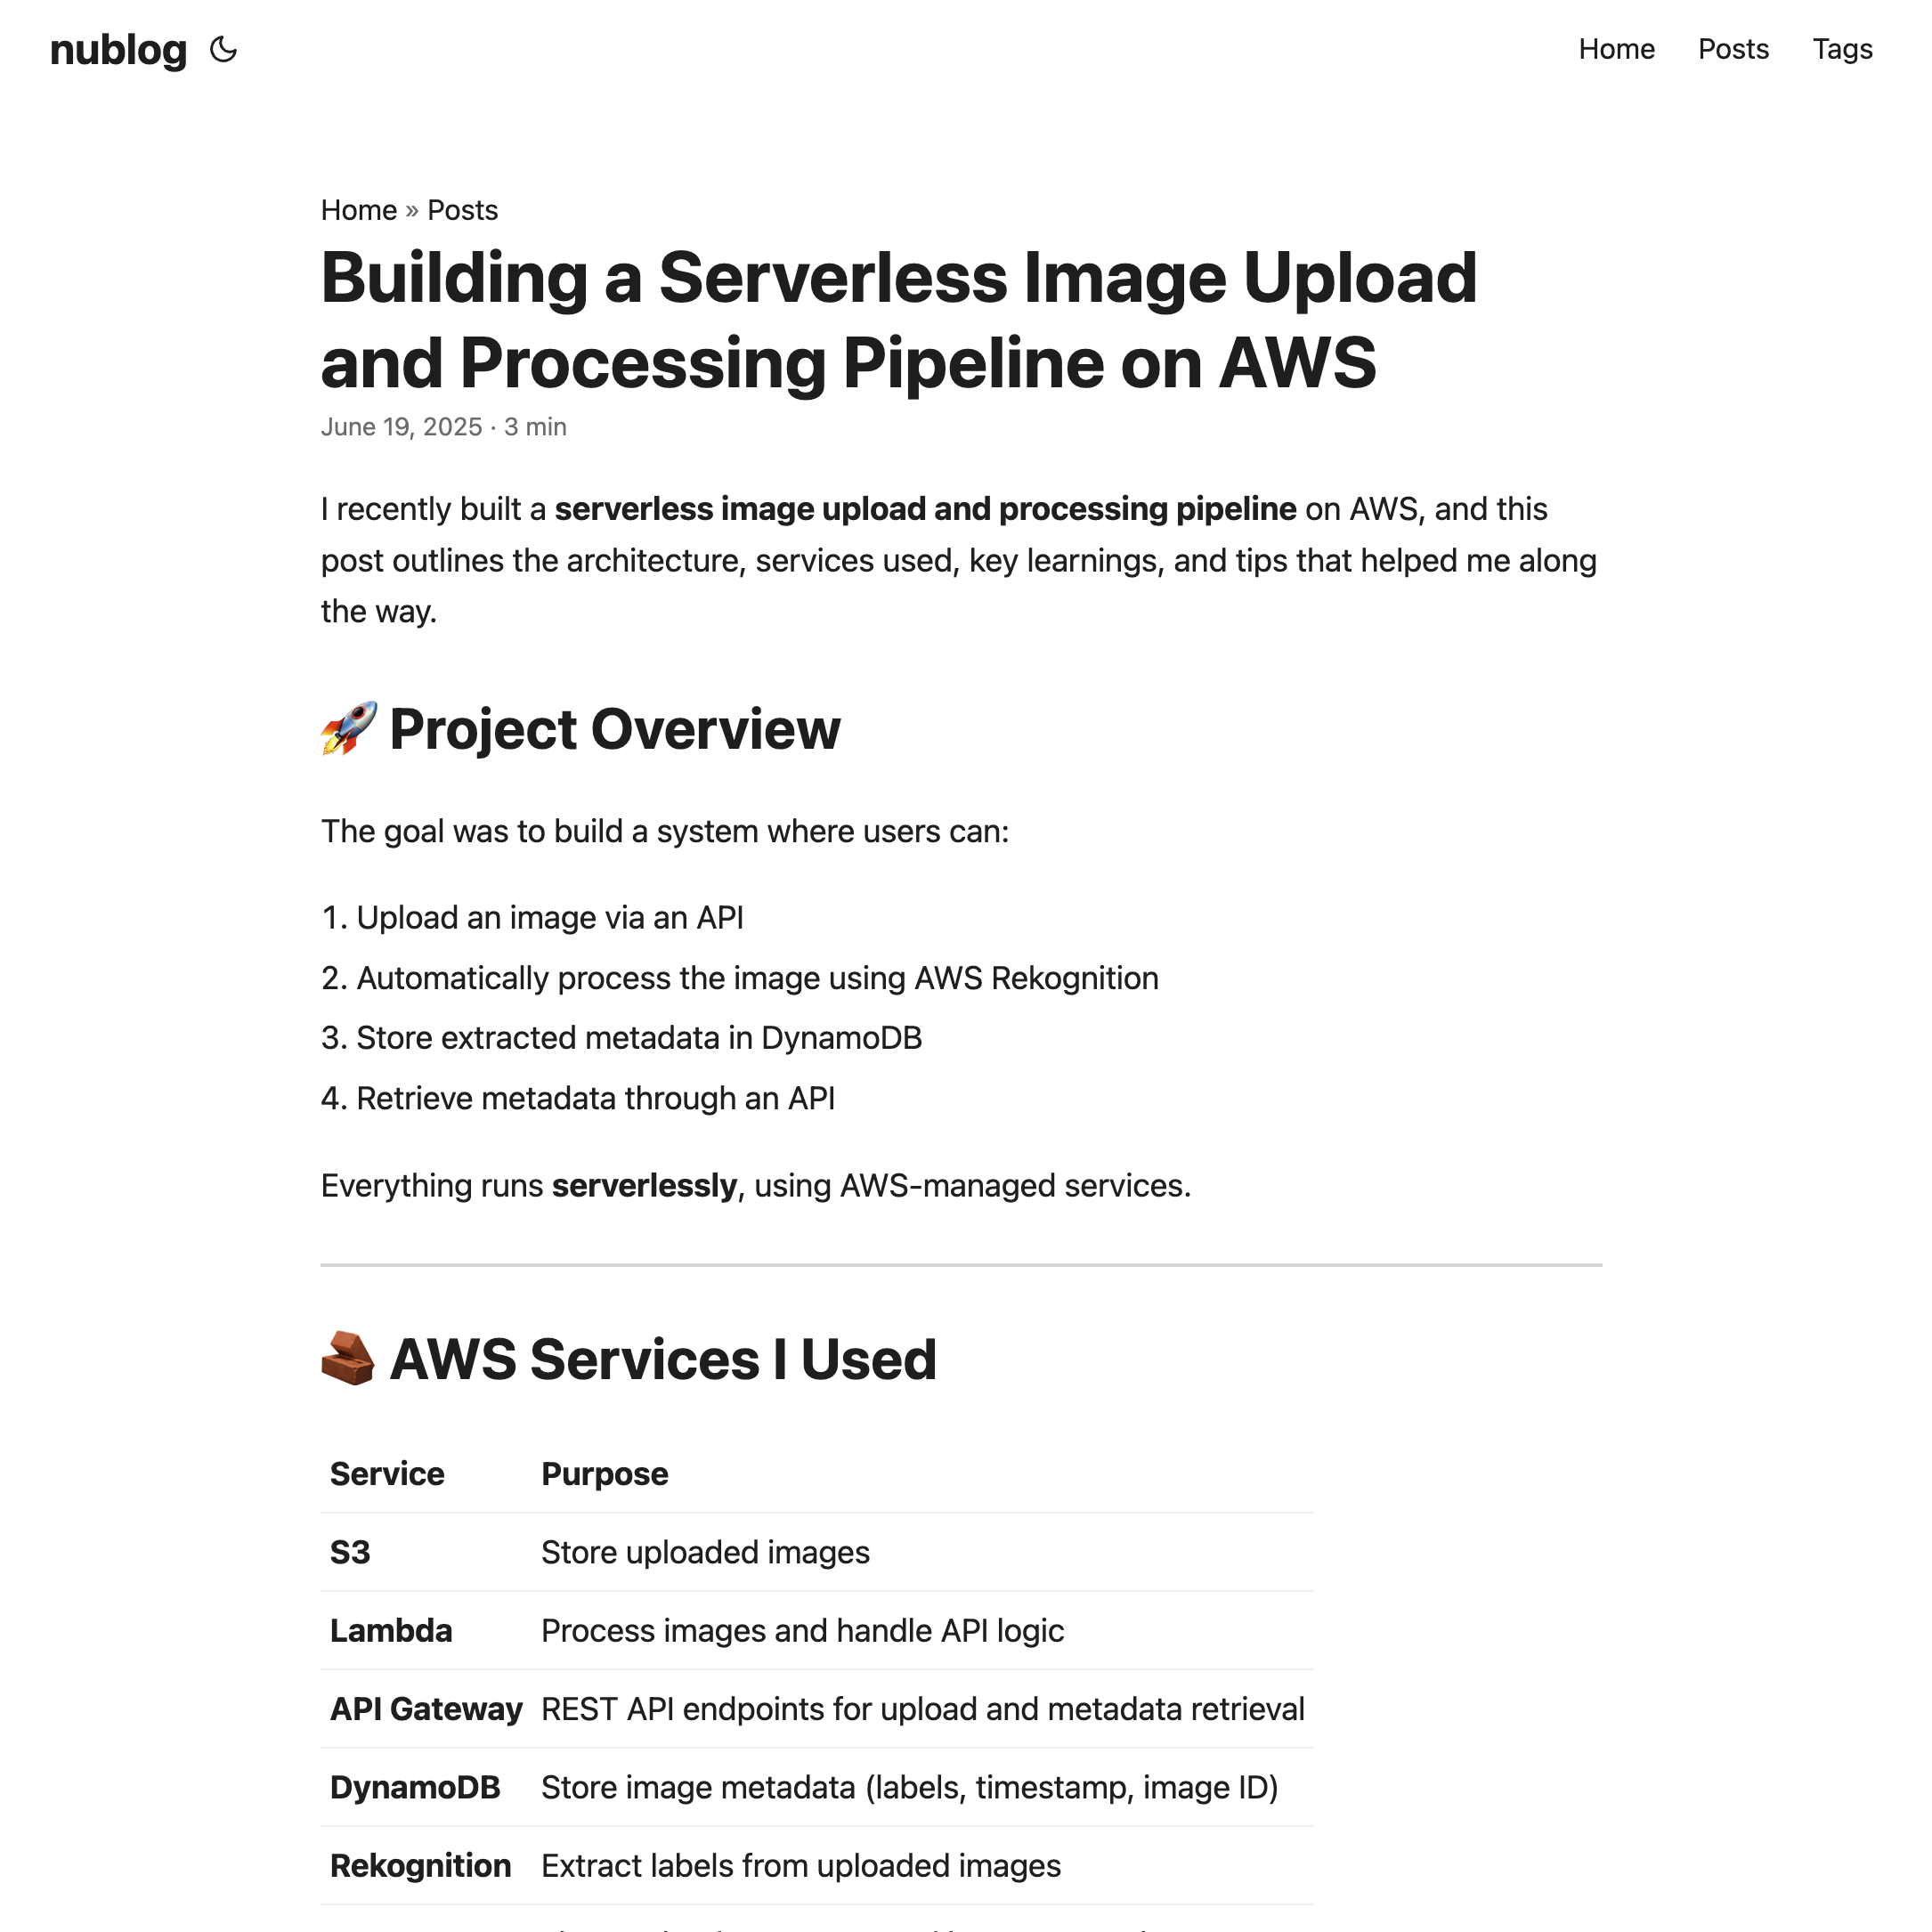 nublog
Home Posts Tags
Home » Posts
Building a Serverless Image Upload
and Processing Pipeline on AWS
June 19, 2025 · 3 min
I recently built a serverless image upload and processing pipeline on AWS, and this
post outlines the architecture, services used, key learnings, and tips that helped me along
the way.
🚀 Project Overview
The goal was to build a system where users can:
1. Upload an image via an API
2. Automatically process the image using AWS Rekognition
3. Store extracted metadata in DynamoDB
4. Retrieve metadata through an API
Everything runs serverlessly, using AWS-managed services.
🧱 AWS Services I Used
Service Purpose
S3 Store uploaded images
Lambda Process images and handle API logic
API Gateway REST API endpoints for upload and metadata retrieval
DynamoDB Store image metadata (labels, timestamp, image ID)
Rekognition Extract labels from uploaded images